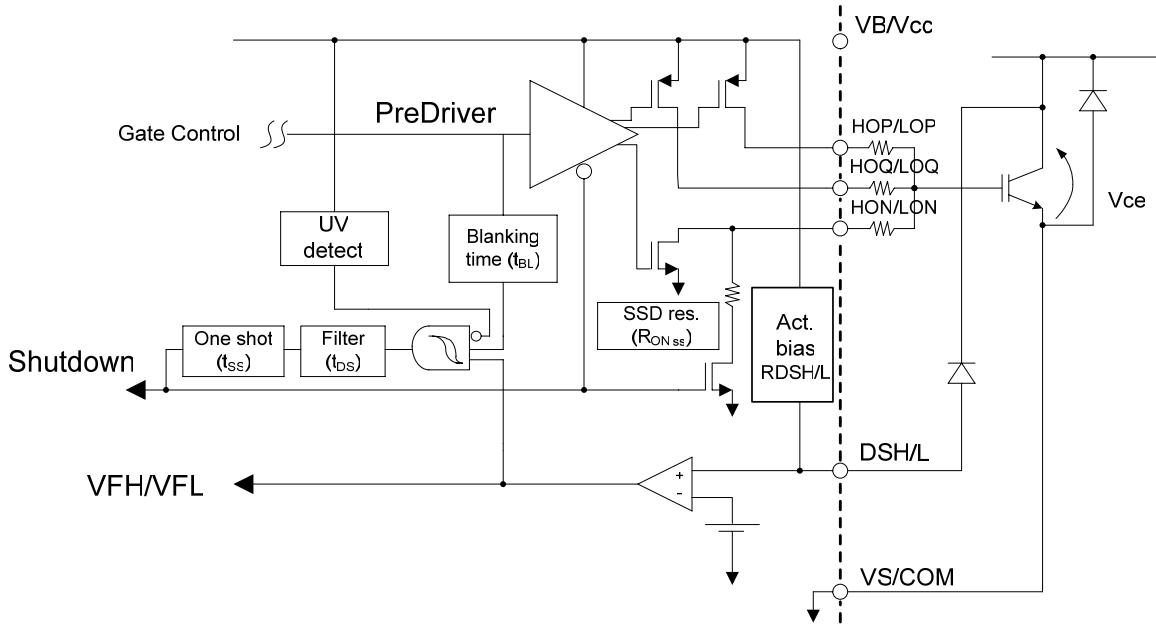 VB/Vcc
PreDriver
Gate Control
HOP/LOP
HOQ/LOQ
HON/LON
Vce
UV
detect
Blanking
time (tBL)
SSD res.
(RON ss)
Act.
bias
RDSH/L
One shot
(tSS)
Filter
(tDS)
Shutdown
DSH/L
VFH/VFL
+
-
VS/COM